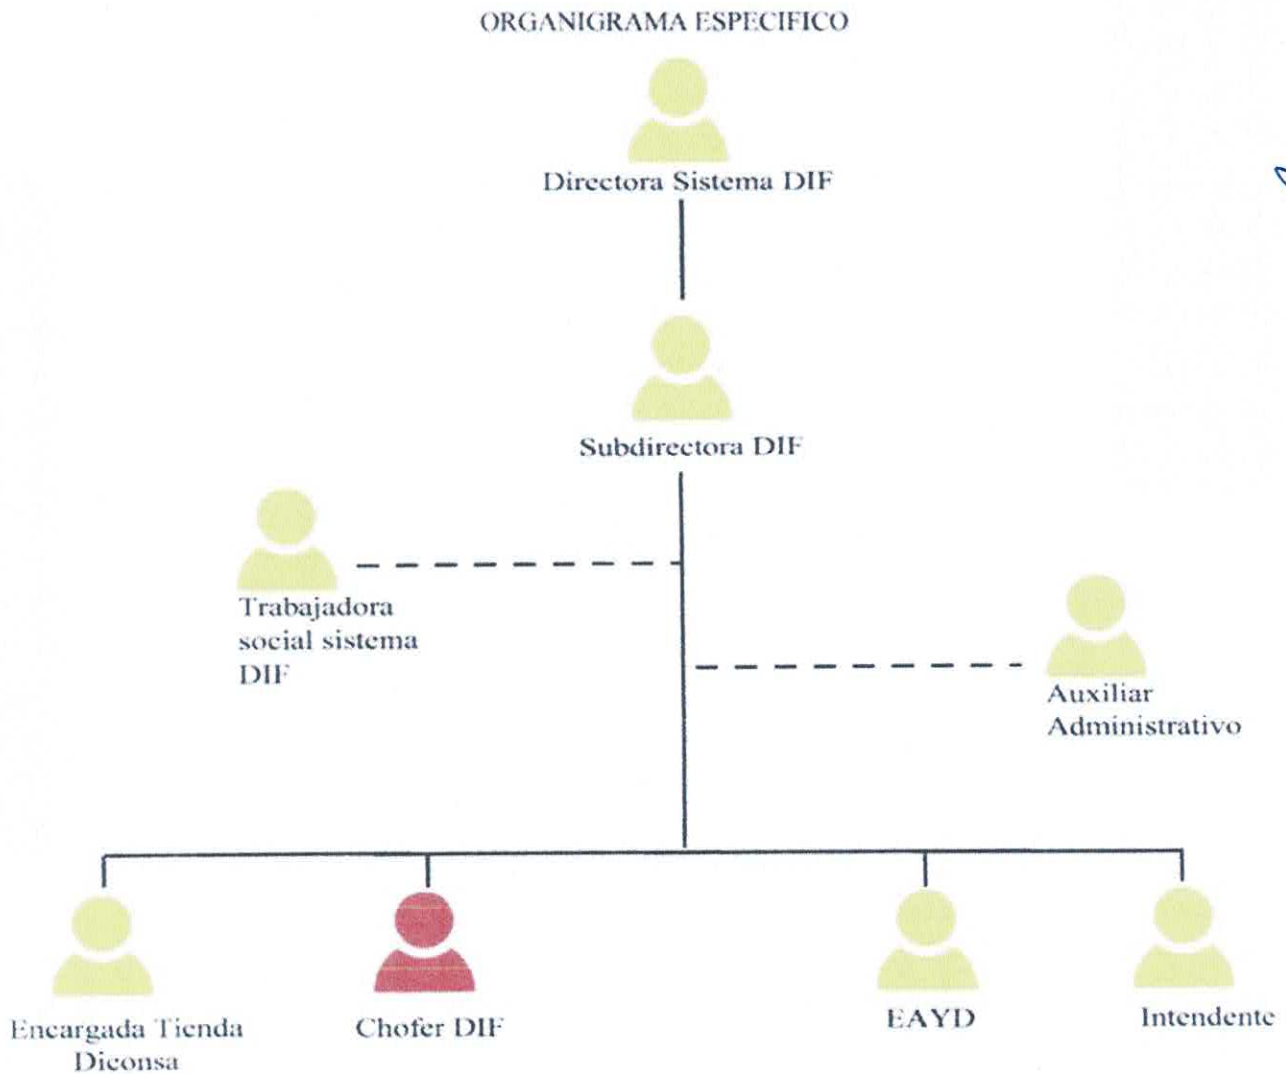 ORGANIGRAMA ESPECIFICO
Directora Sistema DIF
Subdirectora DIF
Trabajadora
social sistema
DIF
Auxiliar
Administrativo
Encargada Tienda
Diconsa
Chofer DIF
EAYD
Intendente